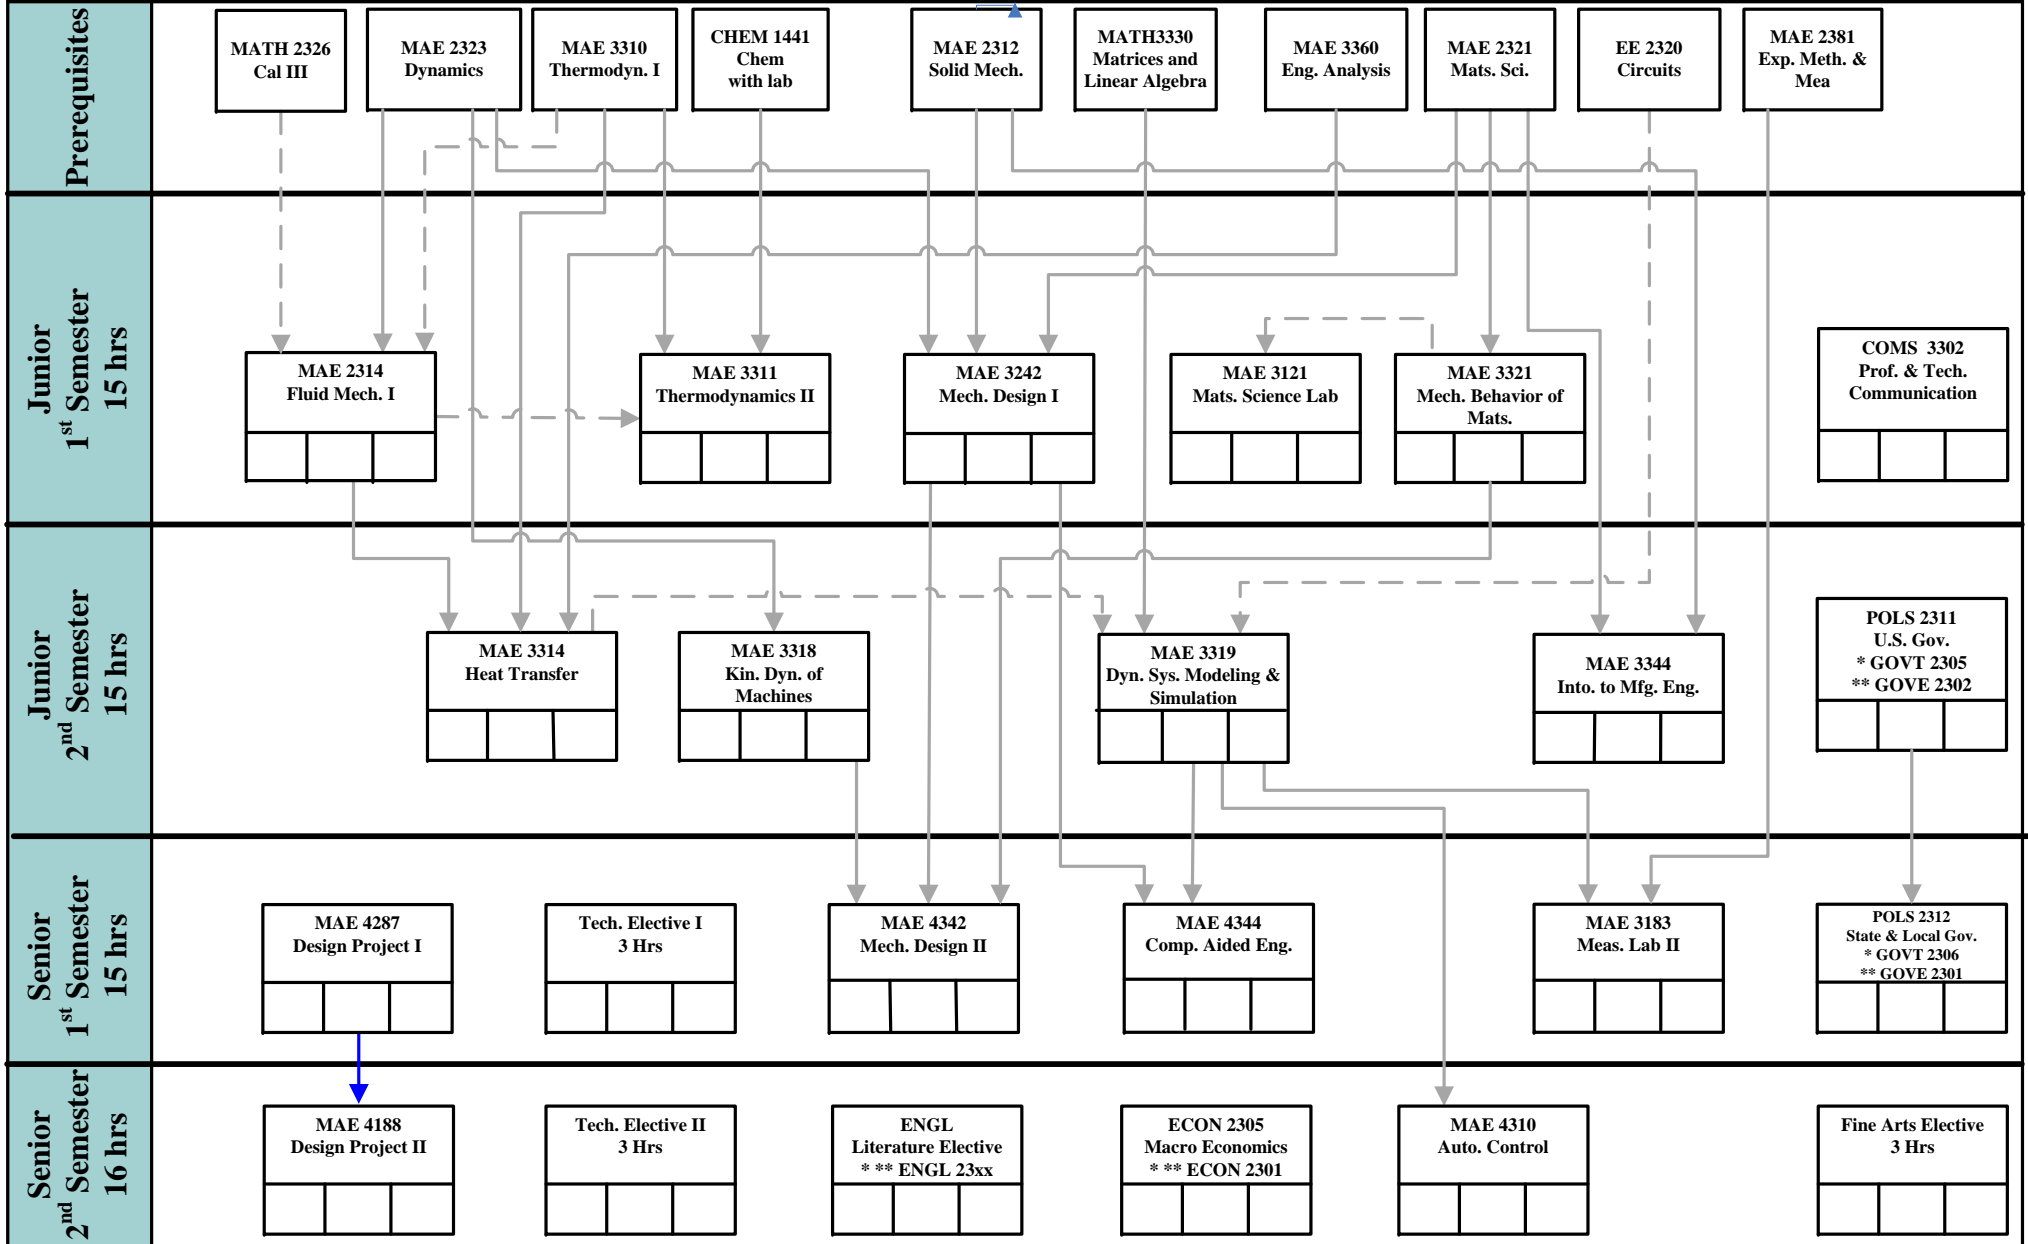 Prerequisites
MATH 2326
Cal III
MAE 2323
Dynamics
MAE 3310
Thermodyn. I
CHEM 1441
Chem
with lab
MAE 2312
Solid Mech.
MATH3330
Matrices and
Linear Algebra
MAE 3360
Eng. Analysis
MAE 2321
Mats. Sci.
EE 2320
Circuits
MAE 2381
Exp. Meth. &
Mea
Junior
1st Semester
15 hrs
MAE 2314
Fluid Mech. I
MAE 3311
Thermodynamics II
MAE 3242
Mech. Design I
MAE 3121
Mats. Science Lab
MAE 3321
Mech. Behavior of
Mats.
COMS 3302
Prof. & Tech.
Communication
Junior
2nd Semester
15 hrs
MAE 3314
Heat Transfer
MAE 3318
Kin. Dyn. of
Machines
MAE 3319
Dyn. Sys. Modeling &
Simulation
MAE 3344
Into. to Mfg. Eng.
POLS 2311
U.S. Gov.
* GOVT 2305
** GOVE 2302
Senior
1st Semester
15 hrs
MAE 4287
Design Project I
Tech. Elective I
3 Hrs
MAE 4342
Mech. Design II
MAE 4344
Comp. Aided Eng.
MAE 3183
Meas. Lab II
POLS 2312
State & Local Gov.
* GOVT 2306
** GOVE 2301
Senior
2nd Semester
16 hrs
MAE 4188
Design Project II
Tech. Elective II
3 Hrs
ENGL
Literature Elective
* ** ENGL 23xx
ECON 2305
Macro Economics
* ** ECON 2301
MAE 4310
Auto. Control
Fine Arts Elective
3 Hrs